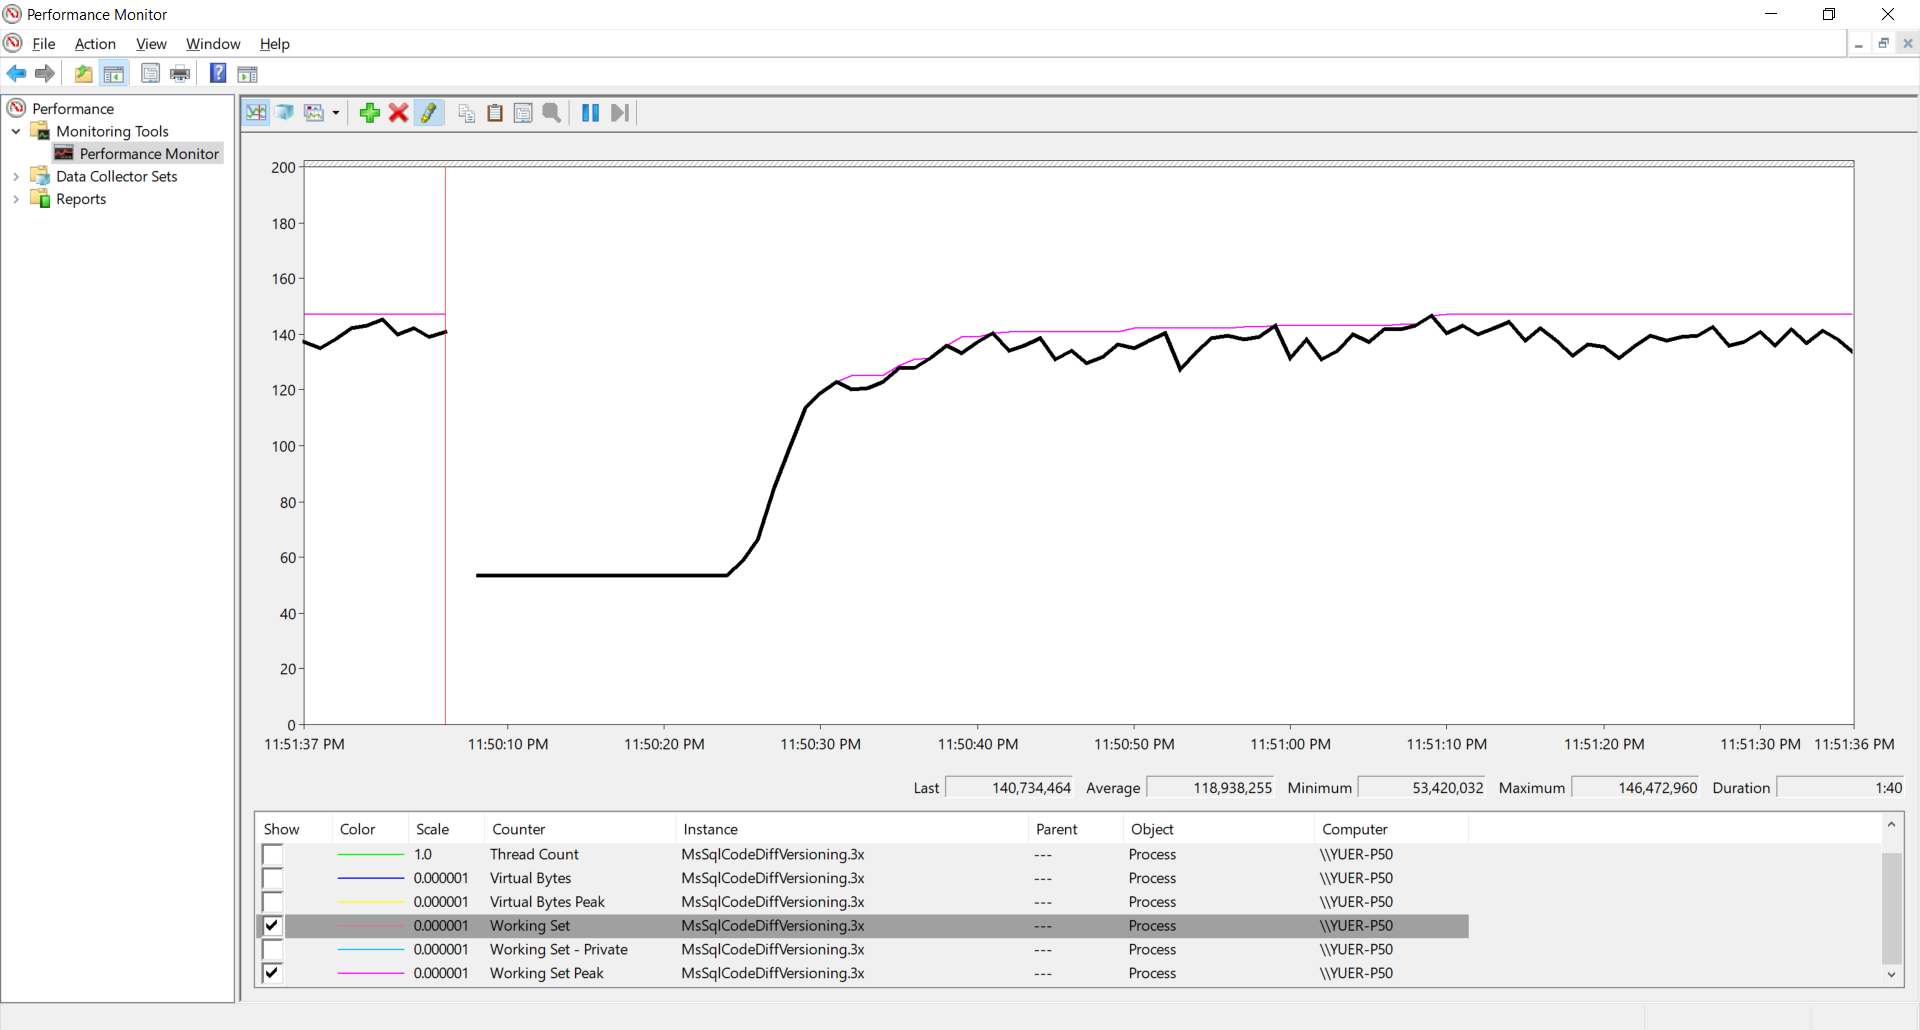 Performance Monitor
File Action View Window Help
Performance
Monitoring Tools
Performance Monitor
Data Collector Sets
Reports
200
180
160
140
120
100
80
60
40
20
0
11:51:37 PM 11:50:10 PM 11:50:20 PM 11:50:30 PM 11:50:40 PM 11:50:50 PM 11:51:00 PM 11:51:10 PM 11:51:20 PM 11:51:30 PM 11:51:36 PM
Last 140,734,464 Average 118,938,255 Minimum 53,420,032 Maximum 146,472,960 Duration 1:40
Show Color Scale Counter Instance Parent Object Computer
1.0 Thread Count MsSqlCodeDiffVersioning.3x --- Process \\YUER-P50
0.000001 Virtual Bytes MsSqlCodeDiffVersioning.3x --- Process \\YUER-P50
0.000001 Virtual Bytes Peak MsSqlCodeDiffVersioning.3x --- Process \\YUER-P50
0.000001 Working Set MsSqlCodeDiffVersioning.3x --- Process \\YUER-P50
0.000001 Working Set - Private MsSqlCodeDiffVersioning.3x --- Process \\YUER-P50
0.000001 Working Set Peak MsSqlCodeDiffVersioning.3x --- Process \\YUER-P50